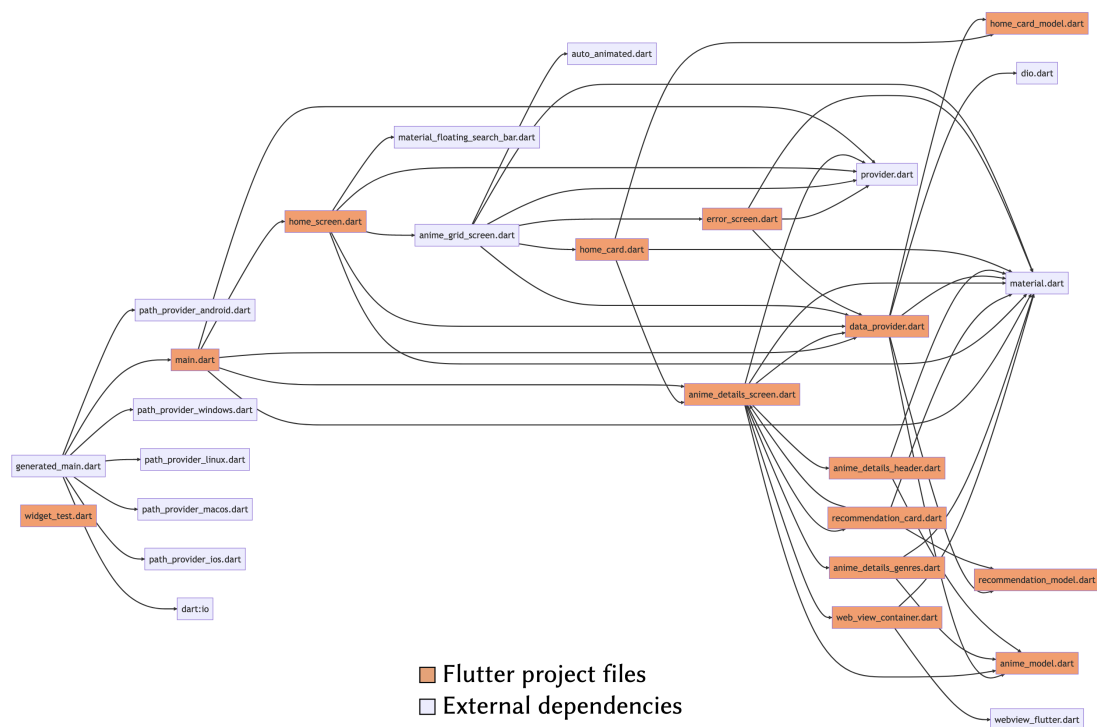 home_card_model.dart
auto_animated.dart
dio.dart
material_floating_search_bar.dart
provider.dart
home_screen.dart
error_screen.dart
anime_grid_screen.dart
home_card.dart
material.dart
path_provider_android.dart
data_provider.dart
main.dart
anime_details_screen.dart
path_provider_windows.dart
path_provider_linux.dart
generated_main.dart
anime_details_header.dart
path_provider_macos.dart
widget_test.dart
recommendation_card.dart
path_provider_ios.dart
anime_details_genres.dart
recommendation_model.dart
dart:io
web_view_container.dart
anime_model.dart
Flutter project files
External dependencies
webview_flutter.dart